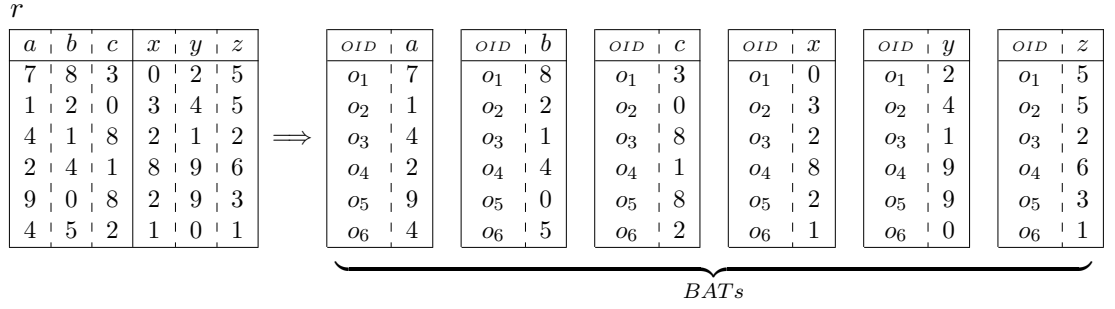 r
a b c x y z ⟹ OID a OID b OID c OID x OID y OID z
7 8 3 0 2 5 o₁ 7 o₁ 8 o₁ 3 o₁ 0 o₁ 2 o₁ 5
1 2 0 3 4 5 o₂ 1 o₂ 2 o₂ 0 o₂ 3 o₂ 4 o₂ 5
4 1 8 2 1 2 o₃ 4 o₃ 1 o₃ 8 o₃ 2 o₃ 1 o₃ 2
2 4 1 8 9 6 o₄ 2 o₄ 4 o₄ 1 o₄ 8 o₄ 9 o₄ 6
9 0 8 2 9 3 o₅ 9 o₅ 0 o₅ 8 o₅ 2 o₅ 9 o₅ 3
4 5 2 1 0 1 o₆ 4 o₆ 5 o₆ 2 o₆ 1 o₆ 0 o₆ 1
BATs